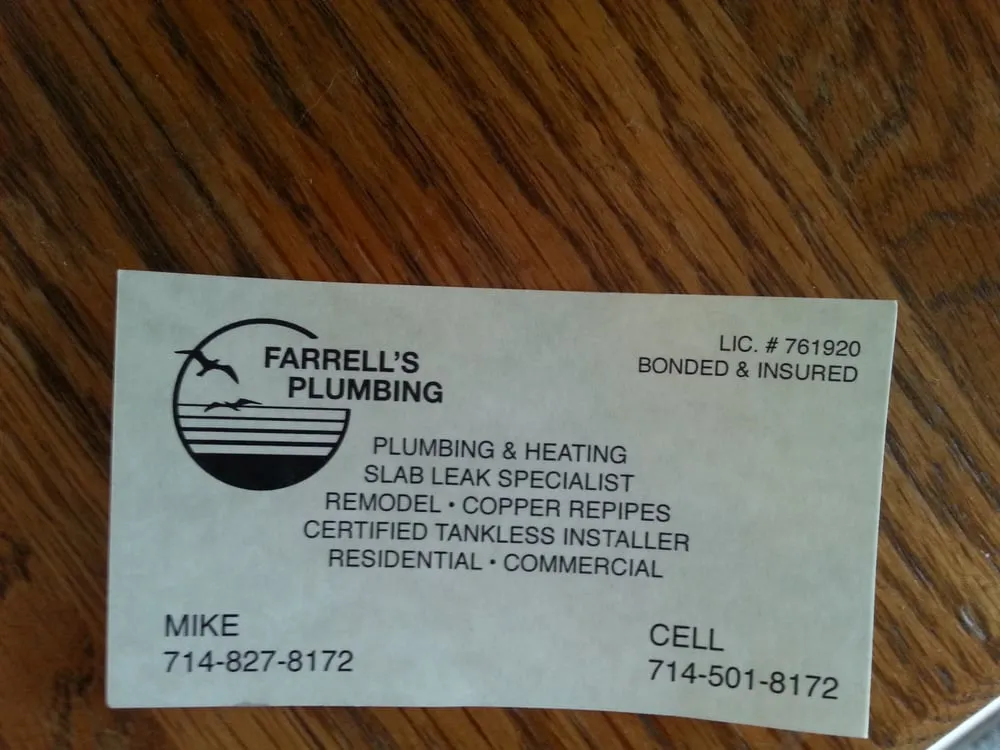 FARRELL'S
PLUMBING
LIC. # 761920
BONDED & INSURED
PLUMBING & HEATING
SLAB LEAK SPECIALIST
REMODEL • COPPER REPIPES
CERTIFIED TANKLESS INSTALLER
RESIDENTIAL • COMMERCIAL
MIKE
714-827-8172
CELL
714-501-8172